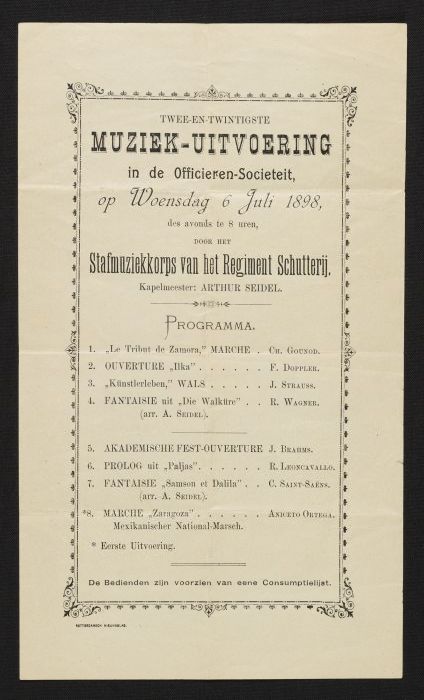 TWEE-EN-TWINTIGSTE
MUZIEK-UITVOERING
in de Officieren-Societeit,
op Woensdag 6 Juli 1898,
des avonds te 8 uren,
DOOR HET
Stafmuziekkorps van het Regiment Schutterij.
Kapelmeester: ARTHUR SEIDEL.
PROGRAMMA.
1. „Le Tribut de Zamora," MARCHE . CH. GOUNOD.
2. OUVERTURE „Ilka" . . . . . . F. DOPPLER.
3. „Künstlerleben," WALS . . . . . J. STRAUSS.
4. FANTAISIE uit „Die Walküre" . . R. WAGNER.
(arr. A. SEIDEL).
5. AKADEMISCHE FEST-OUVERTURE J. BRAHMS.
6. PROLOG uit „Paljas" . . . . . . R. LEONCAVALLO.
7. FANTAISIE „Samson et Dalila" . . C. SAINT-SAËNS.
(arr. A. SEIDEL).
*8. MARCHE „Zaragoza" . . . . . . ANICETO ORTEGA.
Mexikanischer National-Marsch.
* Eerste Uitvoering.
De Bedienden zijn voorzien van eene Consumptielijst.
ROTTERDAMSCH NIEUWSBLAD.